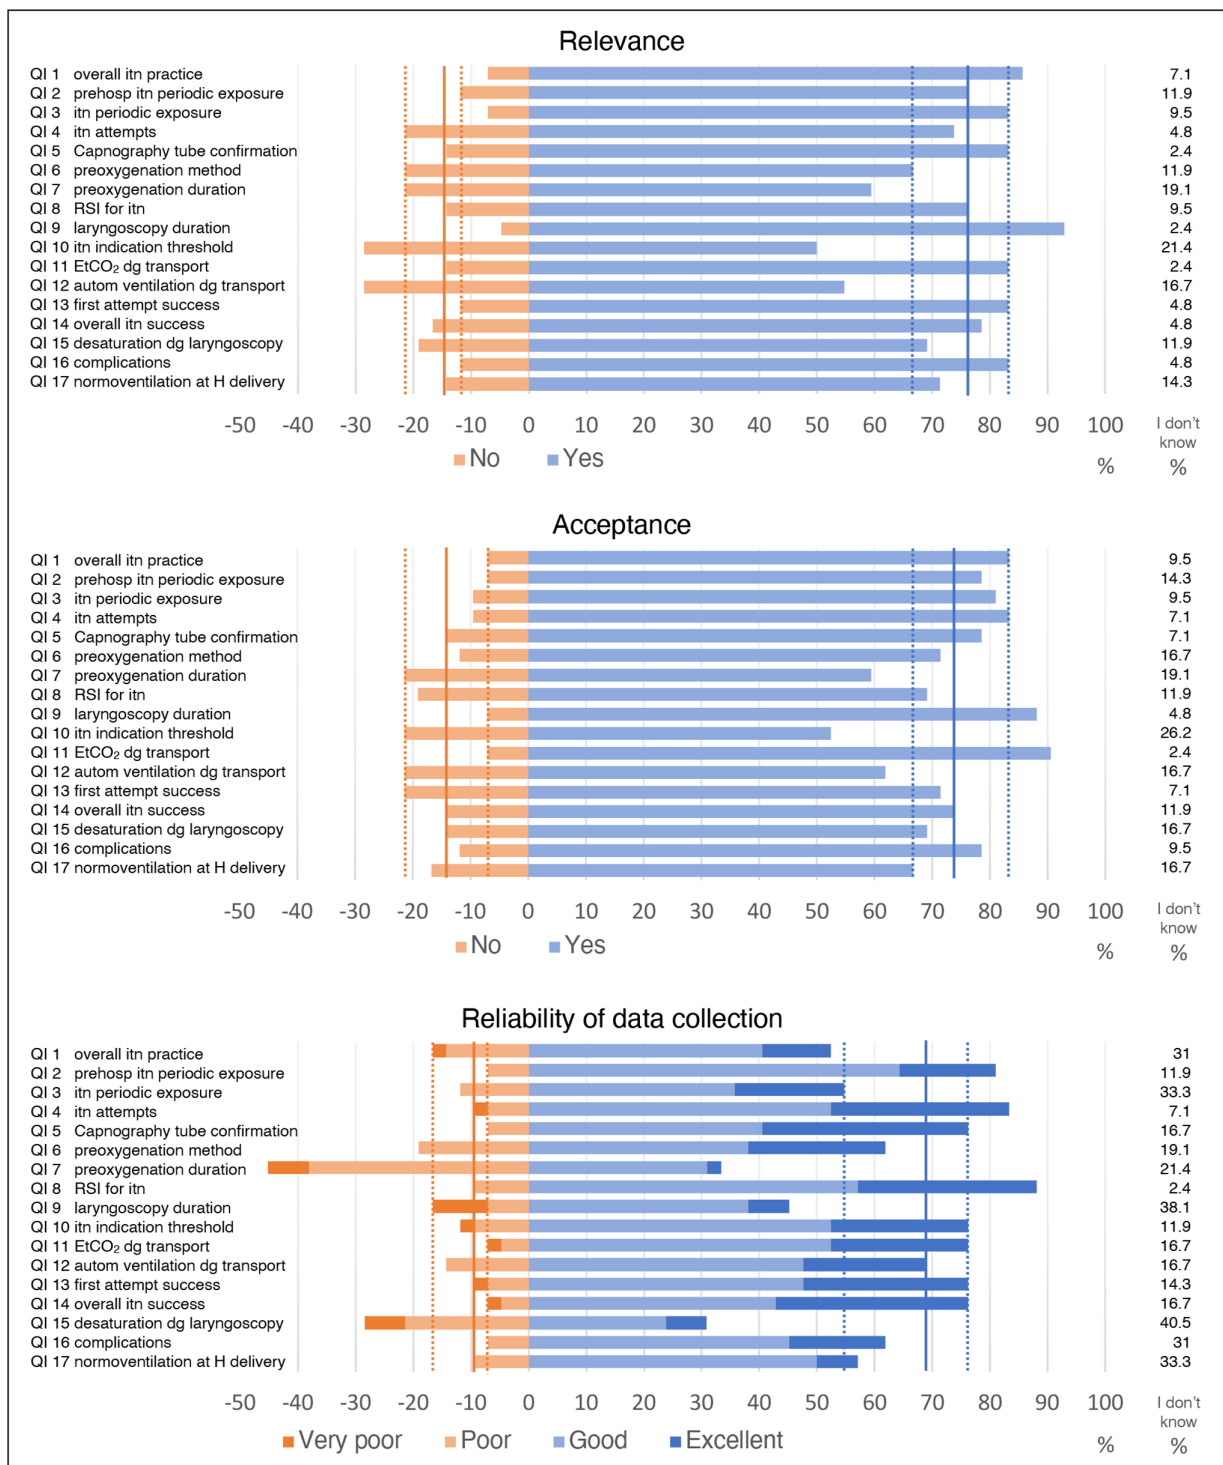 Relevance
QI 1 overall itn practice 7.1
QI 2 prehosp itn periodic exposure 11.9
QI 3 itn periodic exposure 9.5
QI 4 itn attempts 4.8
QI 5 Capnography tube confirmation 2.4
QI 6 preoxygenation method 11.9
QI 7 preoxygenation duration 19.1
QI 8 RSI for itn 9.5
QI 9 laryngoscopy duration 2.4
QI 10 itn indication threshold 21.4
QI 11 EtCO₂ dg transport 2.4
QI 12 autom ventilation dg transport 16.7
QI 13 first attempt success 4.8
QI 14 overall itn success 4.8
QI 15 desaturation dg laryngoscopy 11.9
QI 16 complications 4.8
QI 17 normoventilation at H delivery 14.3
-50 -40 -30 -20 -10 0 10 20 30 40 50 60 70 80 90 100 I don't
know
No Yes % %
Acceptance
QI 1 overall itn practice 9.5
QI 2 prehosp itn periodic exposure 14.3
QI 3 itn periodic exposure 9.5
QI 4 itn attempts 7.1
QI 5 Capnography tube confirmation 7.1
QI 6 preoxygenation method 16.7
QI 7 preoxygenation duration 19.1
QI 8 RSI for itn 11.9
QI 9 laryngoscopy duration 4.8
QI 10 itn indication threshold 26.2
QI 11 EtCO₂ dg transport 2.4
QI 12 autom ventilation dg transport 16.7
QI 13 first attempt success 7.1
QI 14 overall itn success 11.9
QI 15 desaturation dg laryngoscopy 16.7
QI 16 complications 9.5
QI 17 normoventilation at H delivery 16.7
-50 -40 -30 -20 -10 0 10 20 30 40 50 60 70 80 90 100 I don't
know
No Yes % %
Reliability of data collection
QI 1 overall itn practice 31
QI 2 prehosp itn periodic exposure 11.9
QI 3 itn periodic exposure 33.3
QI 4 itn attempts 7.1
QI 5 Capnography tube confirmation 16.7
QI 6 preoxygenation method 19.1
QI 7 preoxygenation duration 21.4
QI 8 RSI for itn 2.4
QI 9 laryngoscopy duration 38.1
QI 10 itn indication threshold 11.9
QI 11 EtCO₂ dg transport 16.7
QI 12 autom ventilation dg transport 16.7
QI 13 first attempt success 14.3
QI 14 overall itn success 16.7
QI 15 desaturation dg laryngoscopy 40.5
QI 16 complications 31
QI 17 normoventilation at H delivery 33.3
-50 -40 -30 -20 -10 0 10 20 30 40 50 60 70 80 90 100 I don't
know
Very poor Poor Good Excellent % %